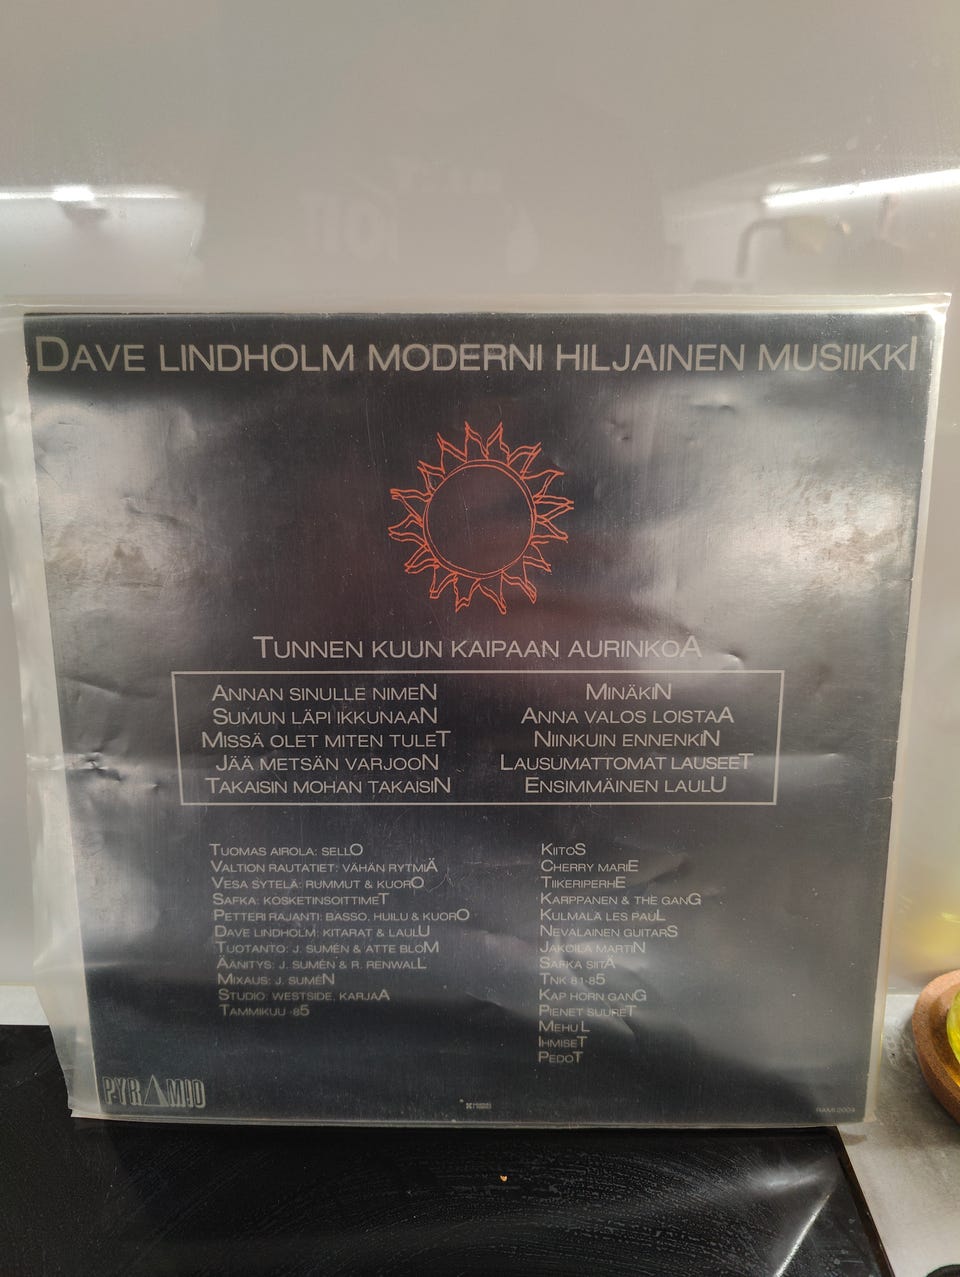 DAVE LINDHOLM MODERNI HILJAINEN MUSIIKKI
TUNNEN KUUN KAIPAAN AURINKOA
ANNAN SINULLE NIMEN
SUMUN LÄPI IKKUNAAN
MISSÄ OLET MITEN TULET
JÄÄ METSÄN VARJOON
TAKAISIN MOHAN TAKAISIN
MINÄKIN
ANNA VALOS LOISTAA
NIINKUIN ENNENKIN
LAUSUMATTOMAT LAUSEET
ENSIMMÄINEN LAULU
TUOMAS AIROLA: SELLO
VALTION RAUTATIET: VÄHÄN RYTMIÄ
VESA SYTELÄ: RUMMUT & KUORO
SAFKA: KOSKETINSOITTIMET
PETTERI RAJANTI: BASSO, HUILU & KUORO
DAVE LINDHOLM: KITARAT & LAULU
TUOTANTO: J. SUMÉN & ATTE BLOM
ÄÄNITYS: J. SUMÉN & R. RENWALL
MIXAUS: J. SUMÉN
STUDIO: WESTSIDE, KARJAA
TAMMIKUU -85
KIITOS
CHERRY MARIE
TIIKERIPERHE
KARPPANEN & THE GANG
KULMALA LES PAUL
NEVALAINEN GUITARS
JAKOILA MARTIN
SAFKA SIITÄ
TNK 81-85
KAP HORN GANG
PIENET SUURET
MEHU L
IHMISET
PEDOT
PYRAMID
RAMI 2004